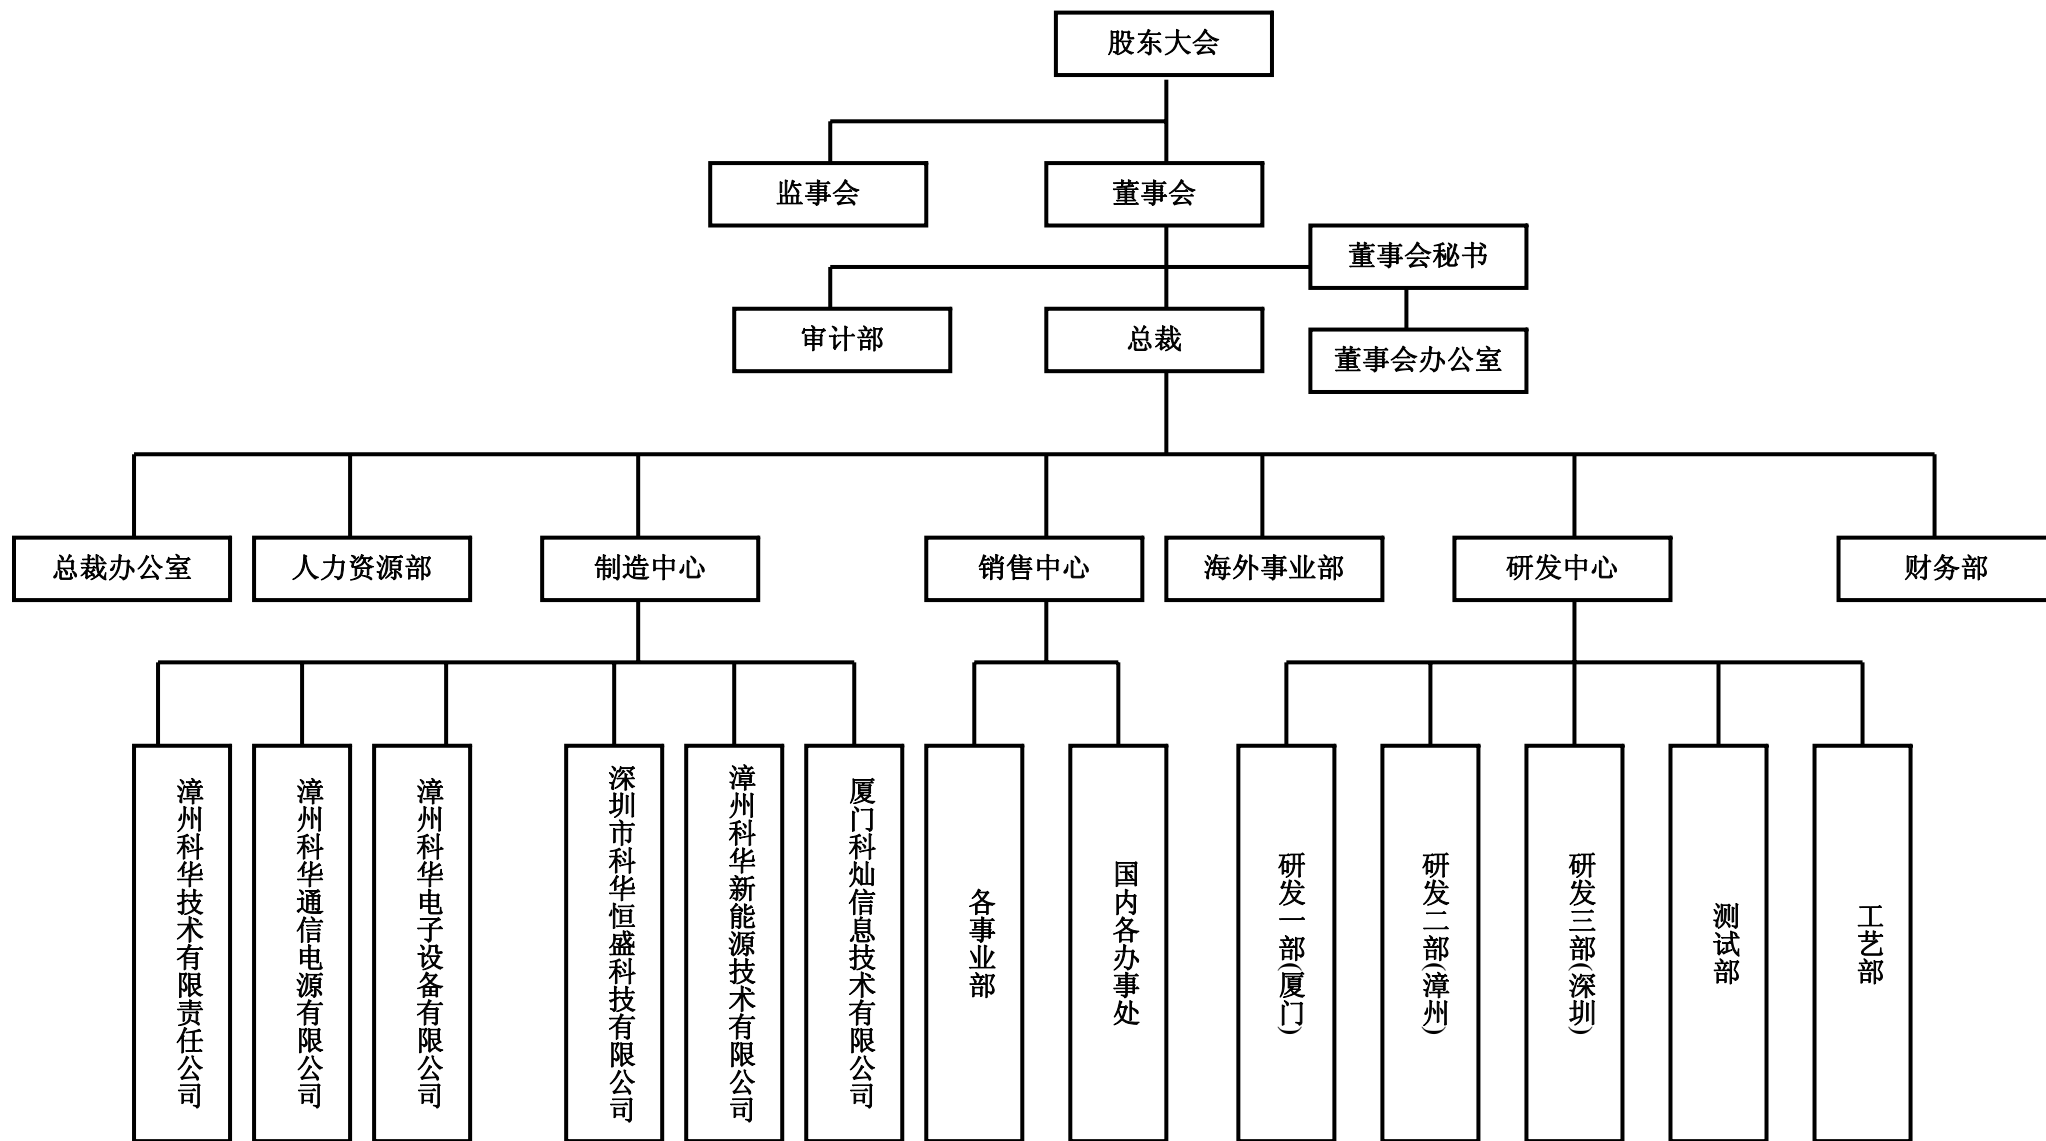 股东大会
监事会
董事会
董事会秘书
审计部
总裁
董事会办公室
总裁办公室
人力资源部
制造中心
销售中心
海外事业部
研发中心
财务部
漳州科华技术有限责任公司
漳州科华通信电源有限公司
漳州科华电子设备有限公司
深圳市科华恒盛科技有限公司
漳州科华新能源技术有限公司
厦门科灿信息技术有限公司
各事业部
国内各办事处
研发一部(厦门)
研发二部(漳州)
研发三部(深圳)
测试部
工艺部